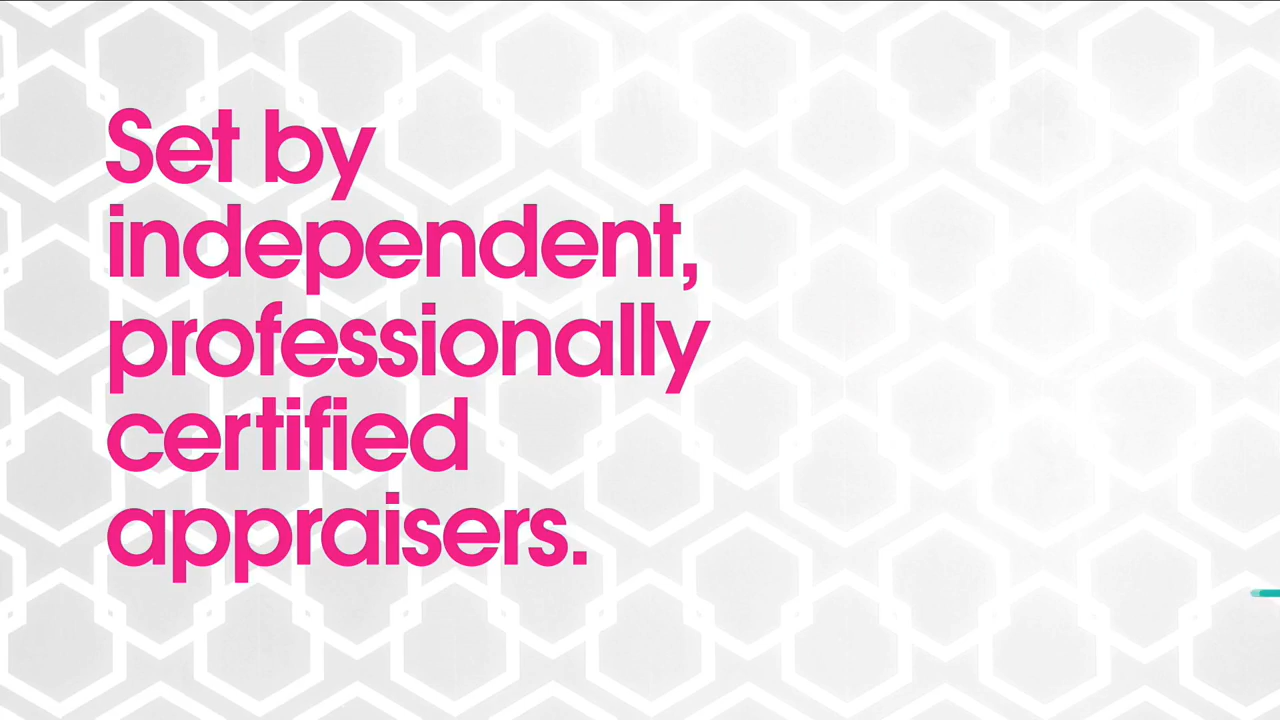 Set by
independent,
professionally
certified
appraisers.